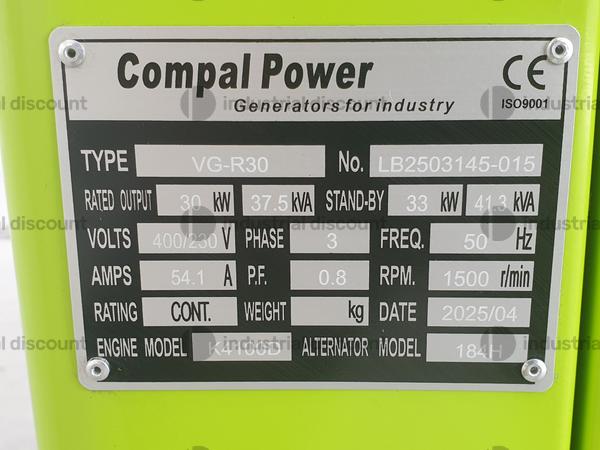 Compal Power
Generators for industry
CE
ISO9001
TYPE VG-R30 No. LB2503145-015
RATED OUTPUT 30 kW 37.5 kVA STAND-BY 33 kW 41.3 kVA
VOLTS 400/230 V PHASE 3 FREQ. 50 Hz
AMPS 54.1 A P.F. 0.8 RPM. 1500 r/min
RATING CONT. WEIGHT kg DATE 2025/04
ENGINE MODEL K4100D ALTERNATOR MODEL 184H
industrial discount